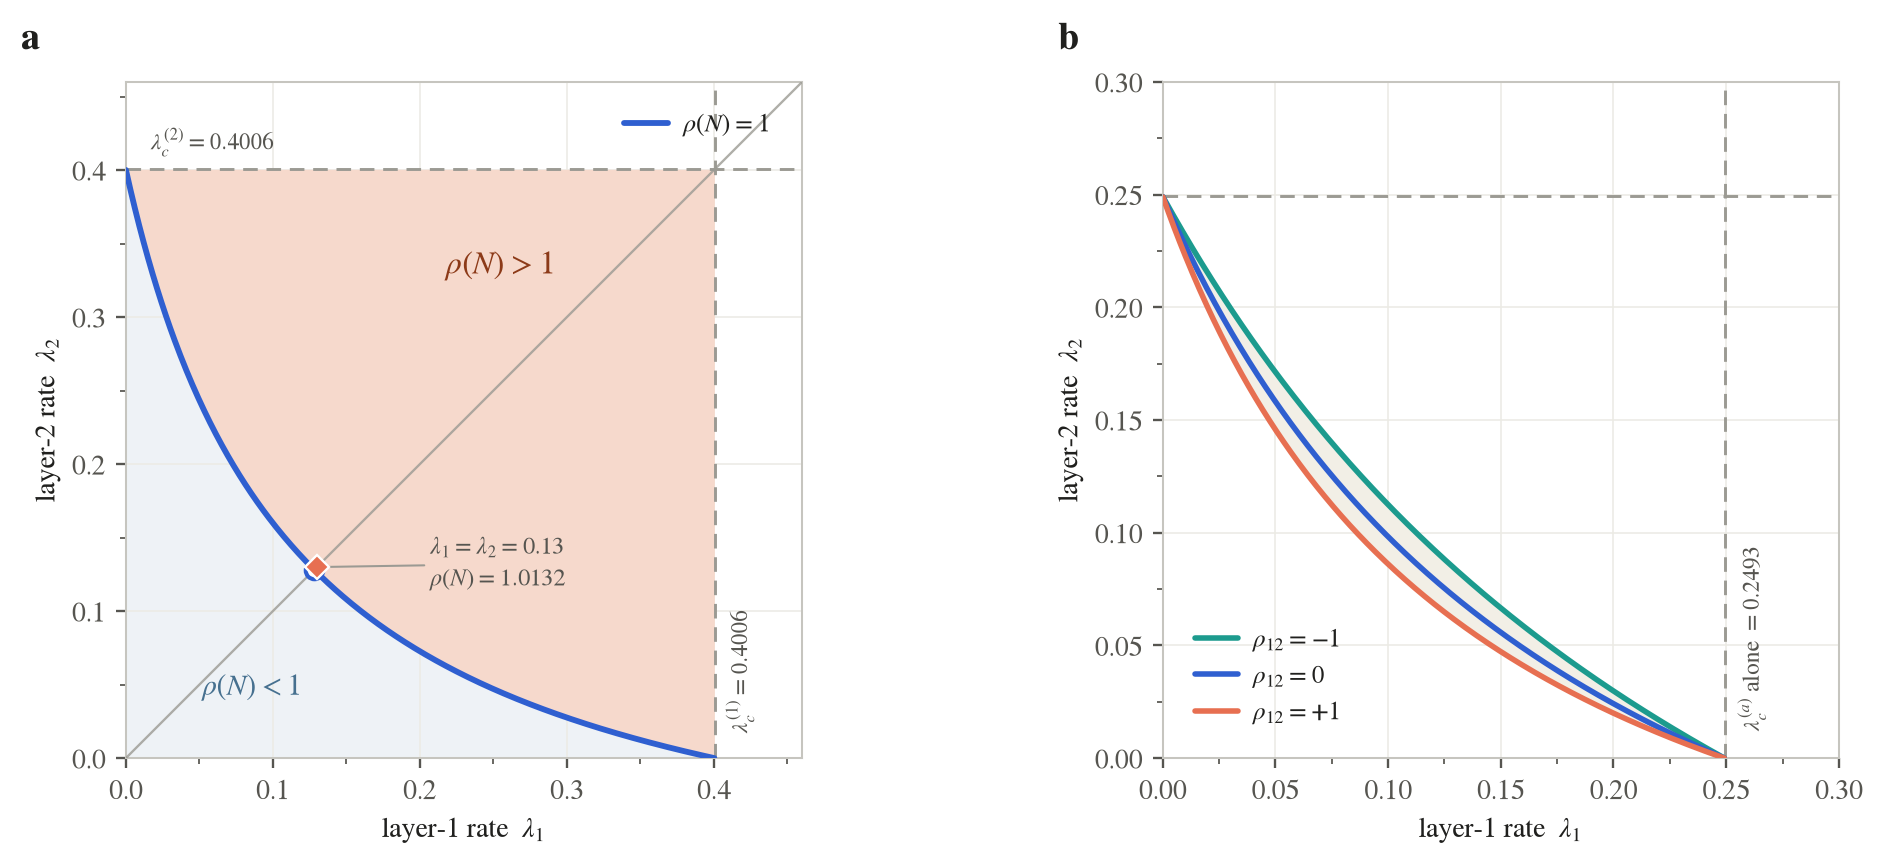 a
λ_c^(2) = 0.4006
ρ(N) = 1
ρ(N) > 1
λ₁ = λ₂ = 0.13
ρ(N) = 1.0132
ρ(N) < 1
λ_c^(1) = 0.4006
0.4
0.3
0.2
0.1
0.0
0.0 0.1 0.2 0.3 0.4
layer-2 rate λ₂
layer-1 rate λ₁
b
0.30
0.25
0.20
0.15
0.10
0.05
0.00
0.00 0.05 0.10 0.15 0.20 0.25 0.30
layer-2 rate λ₂
layer-1 rate λ₁
ρ₁₂ = −1
ρ₁₂ = 0
ρ₁₂ = +1
λ_c^(a) alone = 0.2493